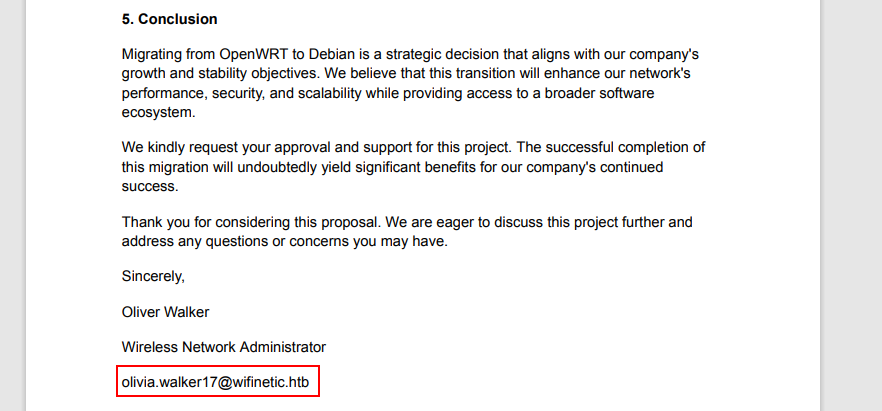 5. Conclusion
Migrating from OpenWRT to Debian is a strategic decision that aligns with our company's
growth and stability objectives. We believe that this transition will enhance our network's
performance, security, and scalability while providing access to a broader software
ecosystem.
We kindly request your approval and support for this project. The successful completion of
this migration will undoubtedly yield significant benefits for our company's continued
success.
Thank you for considering this proposal. We are eager to discuss this project further and
address any questions or concerns you may have.
Sincerely,
Oliver Walker
Wireless Network Administrator
olivia.walker17@wifinetic.htb